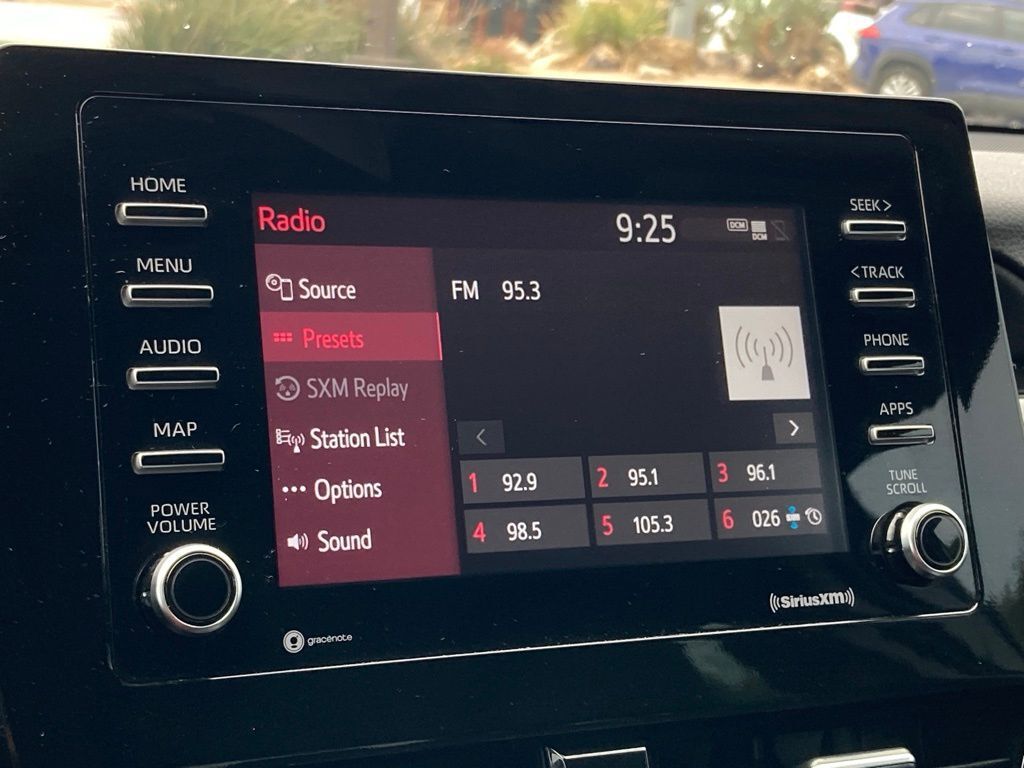 HOME
MENU
AUDIO
MAP
POWER
VOLUME
Radio
9:25
DCM
DCM
Source
Presets
SXM Replay
Station List
Options
Sound
FM 95.3
<
>
1 92.9
2 95.1
3 96.1
4 98.5
5 105.3
6 026
SEEK>
<TRACK
PHONE
APPS
TUNE
SCROLL
gracenote
SiriusXM